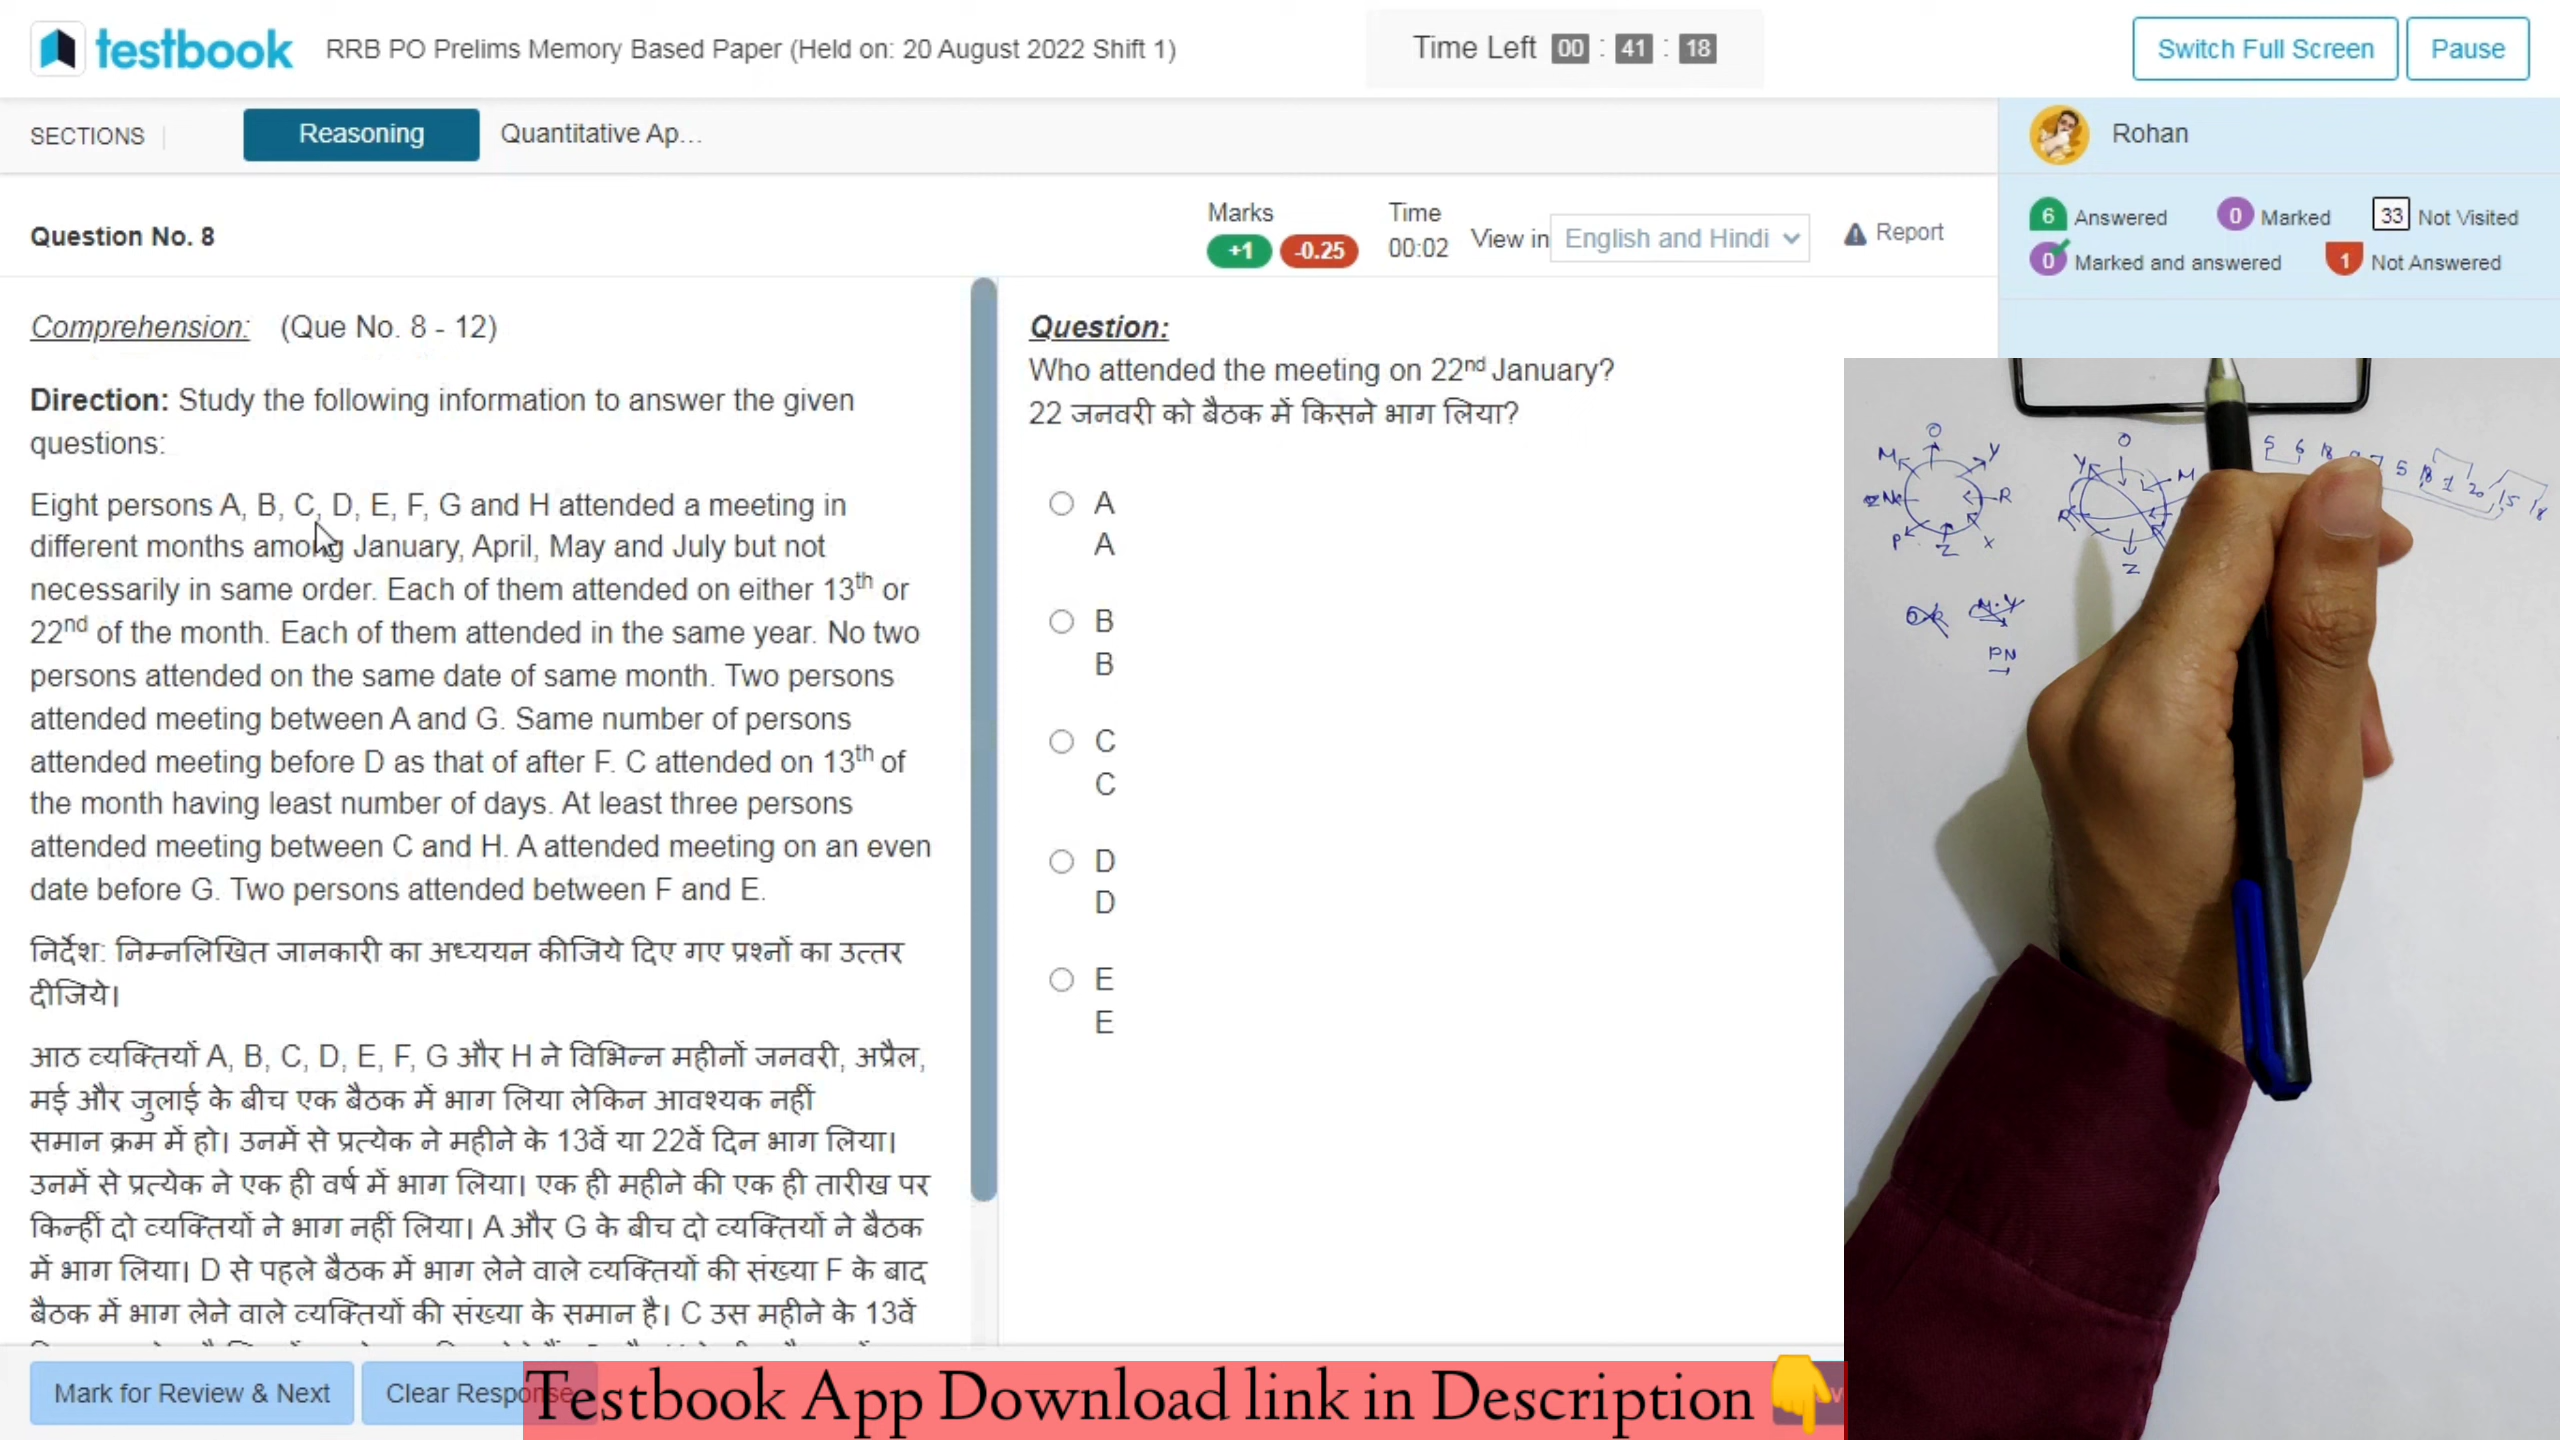 testbook RRB PO Prelims Memory Based Paper (Held on: 20 August 2022 Shift 1) Time Left 00 : 41 : 18 Switch Full Screen Pause
SECTIONS Reasoning Quantitative Ap... Rohan
6 Answered 0 Marked 33 Not Visited
0 Marked and answered 1 Not Answered
Question No. 8 Marks +1 -0.25 Time 00:02 View in English and Hindi Report
Comprehension: (Que No. 8 - 12)
Direction: Study the following information to answer the given
questions:
Eight persons A, B, C, D, E, F, G and H attended a meeting in
different months among January, April, May and July but not
necessarily in same order. Each of them attended on either 13th or
22nd of the month. Each of them attended in the same year. No two
persons attended on the same date of same month. Two persons
attended meeting between A and G. Same number of persons
attended meeting before D as that of after F. C attended on 13th of
the month having least number of days. At least three persons
attended meeting between C and H. A attended meeting on an even
date before G. Two persons attended between F and E.
निर्देश: निम्नलिखित जानकारी का अध्ययन कीजिये दिए गए प्रश्नों का उत्तर
दीजिये।
आठ व्यक्तियों A, B, C, D, E, F, G और H ने विभिन्न महीनों जनवरी, अप्रैल,
मई और जुलाई के बीच एक बैठक में भाग लिया लेकिन आवश्यक नहीं
समान क्रम में हो। उनमें से प्रत्येक ने महीने के 13वें या 22वें दिन भाग लिया।
उनमें से प्रत्येक ने एक ही वर्ष में भाग लिया। एक ही महीने की एक ही तारीख पर
किन्हीं दो व्यक्तियों ने भाग नहीं लिया। A और G के बीच दो व्यक्तियों ने बैठक
में भाग लिया। D से पहले बैठक में भाग लेने वाले व्यक्तियों की संख्या F के बाद
बैठक में भाग लेने वाले व्यक्तियों की संख्या के समान है। C उस महीने के 13वें
Question:
Who attended the meeting on 22nd January?
22 जनवरी को बैठक में किसने भाग लिया?
A
A
B
B
C
C
D
D
E
E
O
M Y
R
P Z X
O
Y M
Z
PN
Mark for Review & Next Clear Response
Testbook App Download link in Description